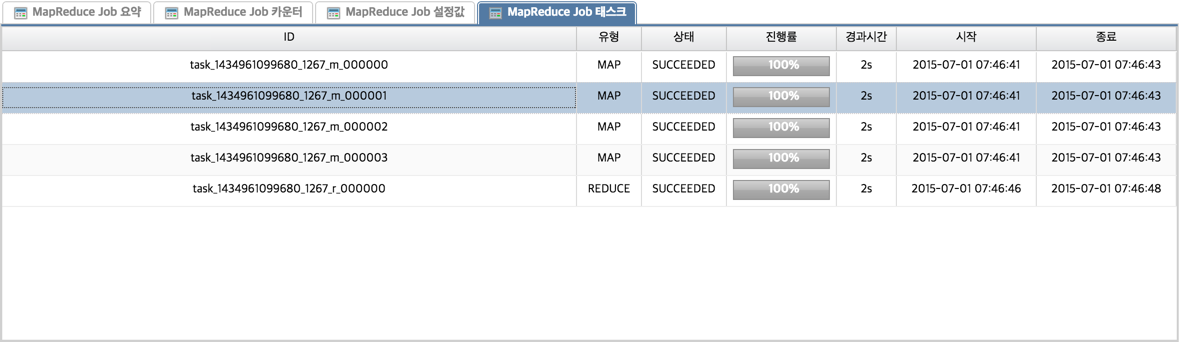 MapReduce Job 요약 MapReduce Job 카운터 MapReduce Job 설정값 MapReduce Job 태스크
ID 유형 상태 진행률 경과시간 시작 종료
task_1434961099680_1267_m_000000 MAP SUCCEEDED 100% 2s 2015-07-01 07:46:41 2015-07-01 07:46:43
task_1434961099680_1267_m_000001 MAP SUCCEEDED 100% 2s 2015-07-01 07:46:41 2015-07-01 07:46:43
task_1434961099680_1267_m_000002 MAP SUCCEEDED 100% 2s 2015-07-01 07:46:41 2015-07-01 07:46:43
task_1434961099680_1267_m_000003 MAP SUCCEEDED 100% 2s 2015-07-01 07:46:41 2015-07-01 07:46:43
task_1434961099680_1267_r_000000 REDUCE SUCCEEDED 100% 2s 2015-07-01 07:46:46 2015-07-01 07:46:48